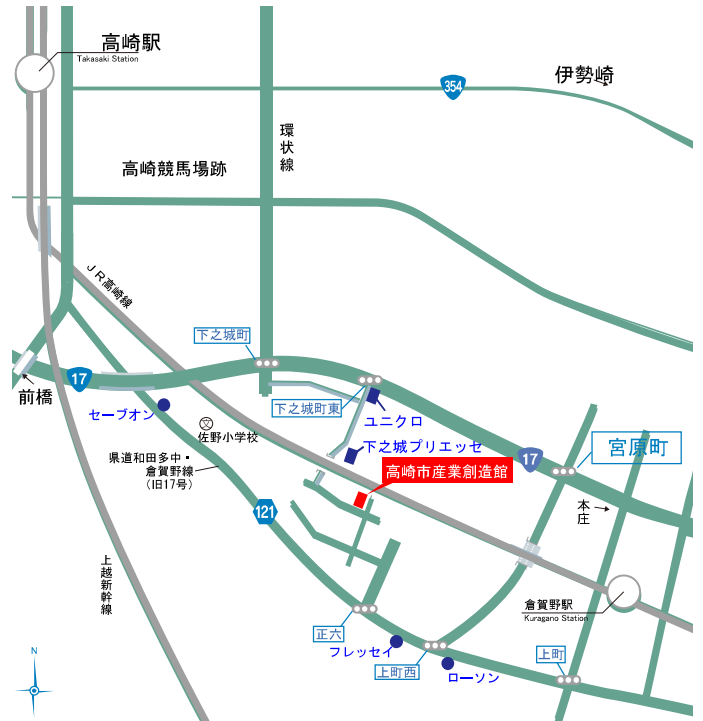 高崎駅
Takasaki Station
伊勢崎
354
環状線
高崎競馬場跡
JR高崎線
下之城町
17
前橋
セーブオン
下之城町東
ユニクロ
文
佐野小学校
下之城プリエッセ
宮原町
県道和田多中・
倉賀野線
(旧17号)
高崎市産業創造館
17
121
本庄
上越新幹線
倉賀野駅
Kuragano Station
正六
フレッセイ
上町西
上町
ローソン
N